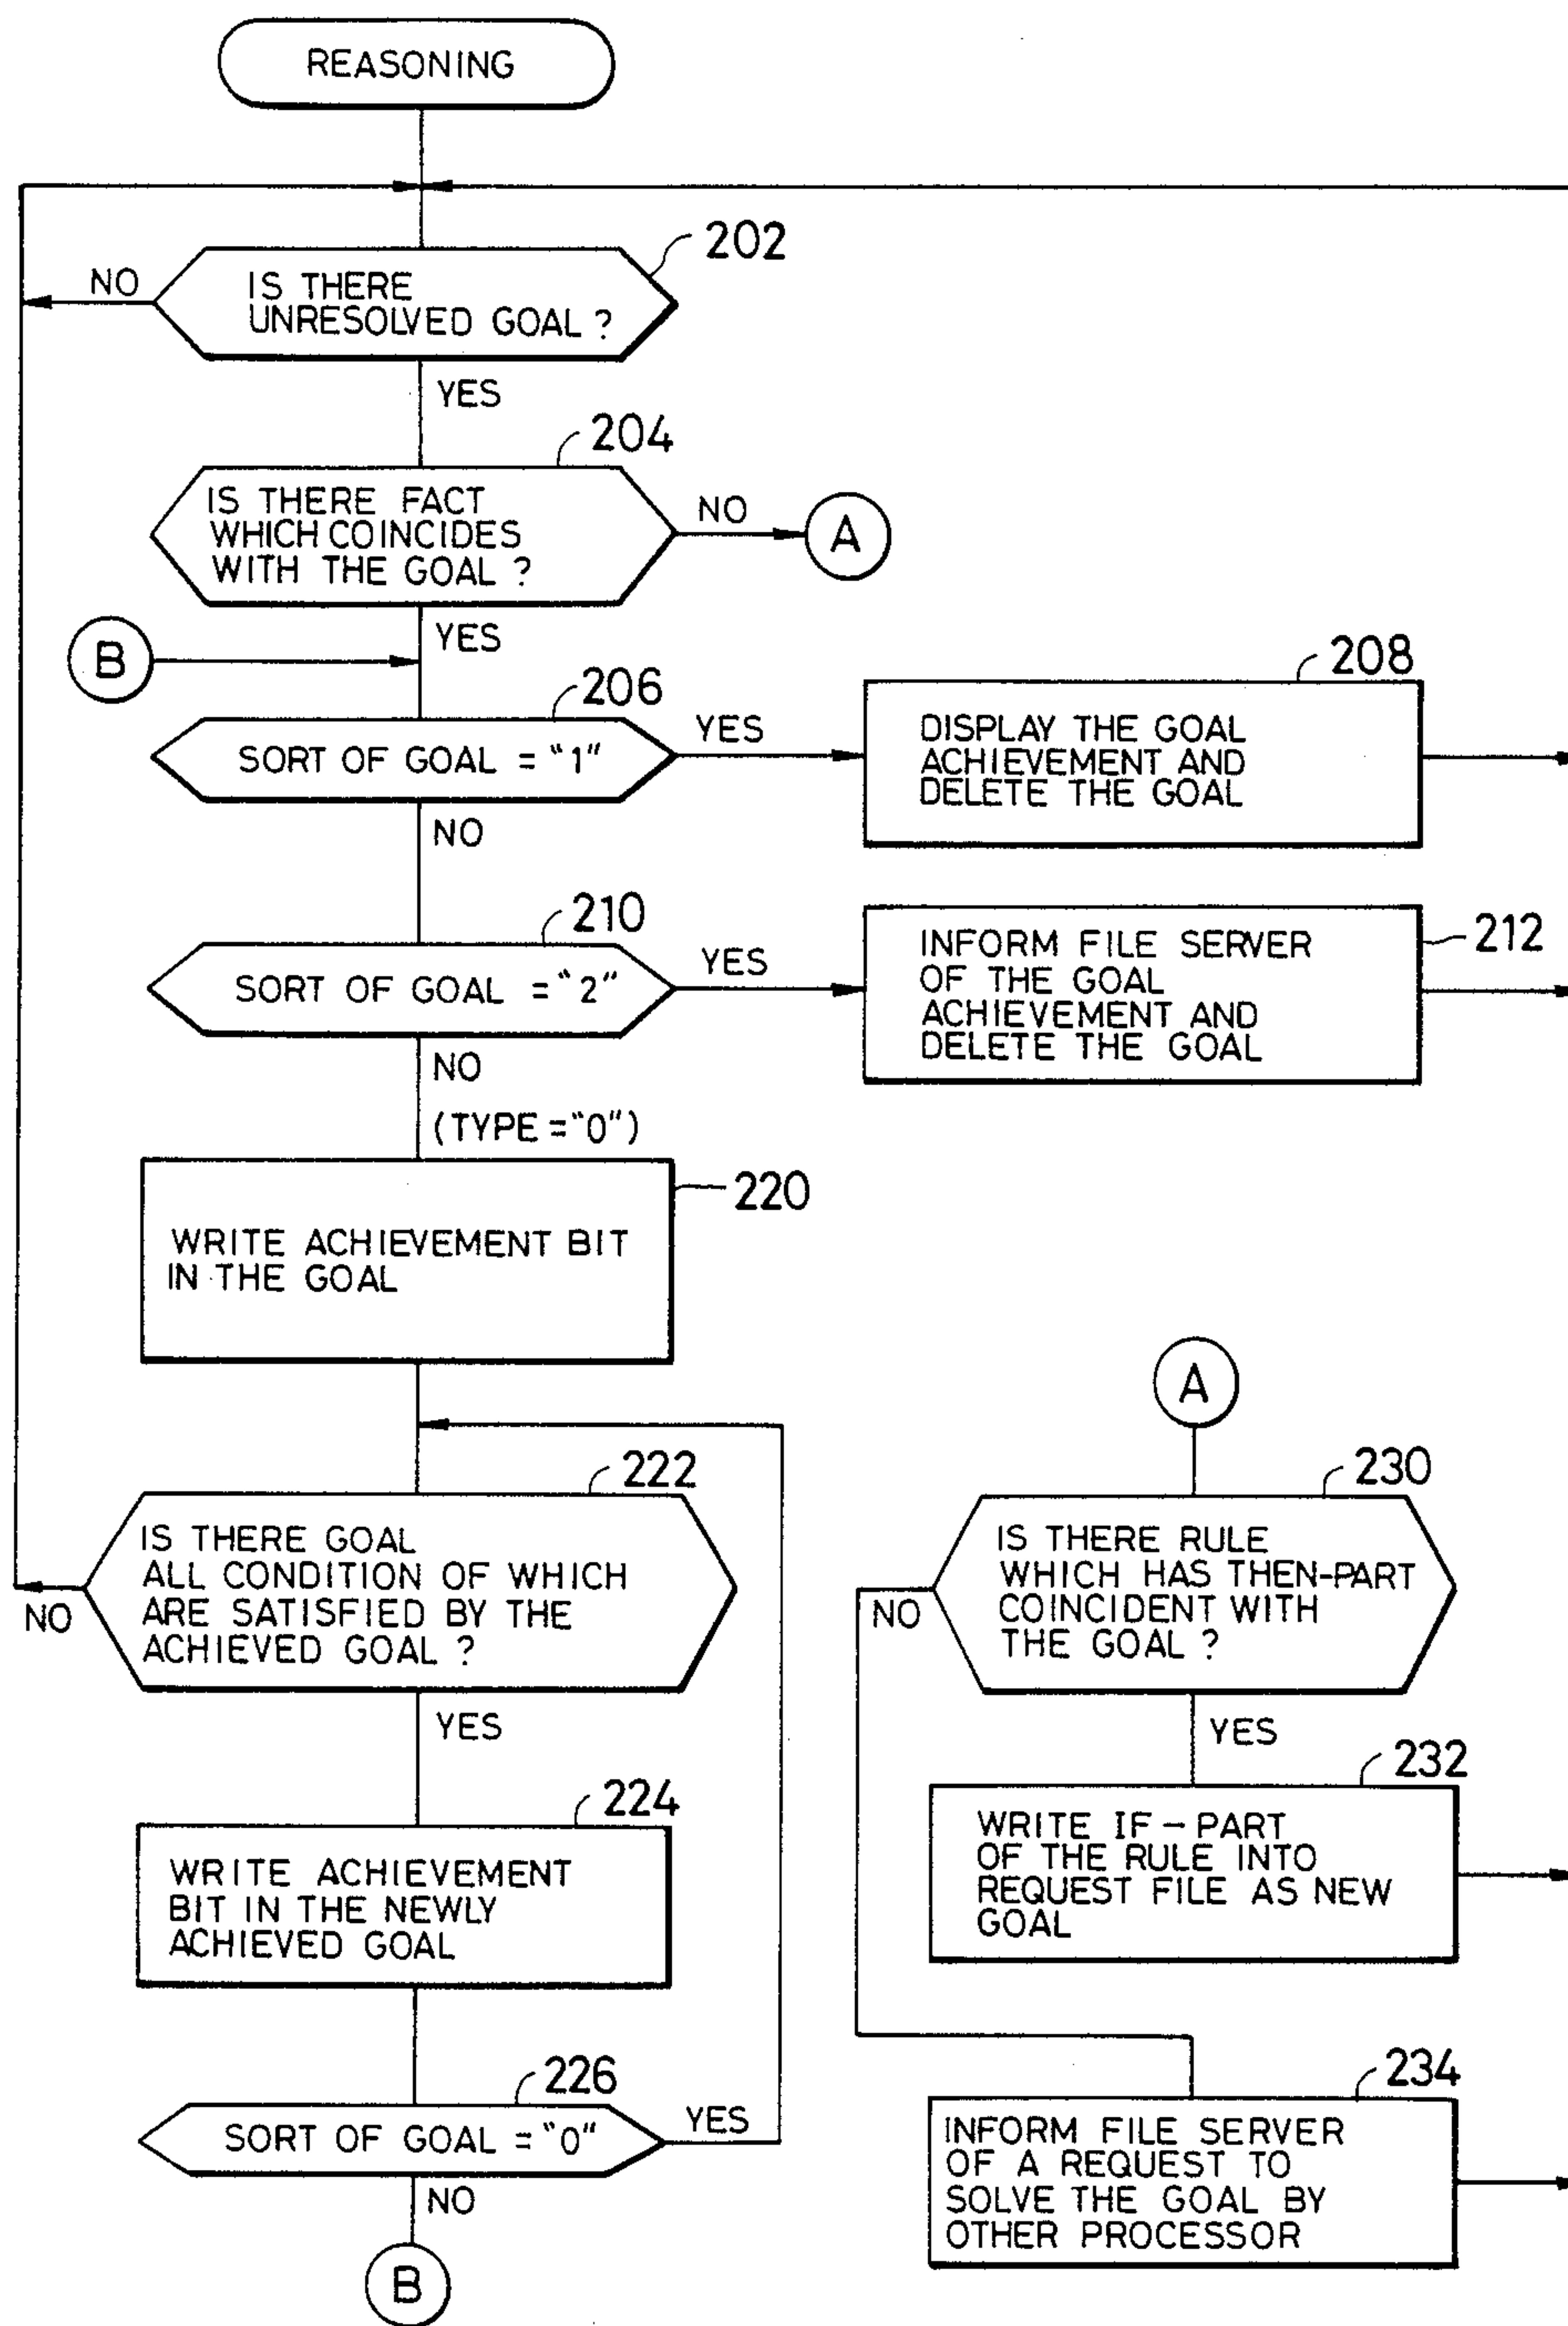 REASONING
202
NO
IS THERE
UNRESOLVED GOAL ?
YES
204
IS THERE FACT
WHICH COINCIDES
WITH THE GOAL ?
NO
A
YES
B
206
SORT OF GOAL = "1"
YES
208
DISPLAY THE GOAL
ACHIEVEMENT AND
DELETE THE GOAL
NO
210
SORT OF GOAL = "2"
YES
212
INFORM FILE SERVER
OF THE GOAL
ACHIEVEMENT AND
DELETE THE GOAL
NO
(TYPE = "0")
220
WRITE ACHIEVEMENT BIT
IN THE GOAL
222
IS THERE GOAL
ALL CONDITION OF WHICH
ARE SATISFIED BY THE
ACHIEVED GOAL ?
NO
YES
224
WRITE ACHIEVEMENT
BIT IN THE NEWLY
ACHIEVED GOAL
226
SORT OF GOAL = "0"
YES
NO
B
A
230
IS THERE RULE
WHICH HAS THEN-PART
COINCIDENT WITH
THE GOAL ?
NO
YES
232
WRITE IF-PART
OF THE RULE INTO
REQUEST FILE AS NEW
GOAL
234
INFORM FILE SERVER
OF A REQUEST TO
SOLVE THE GOAL BY
OTHER PROCESSOR